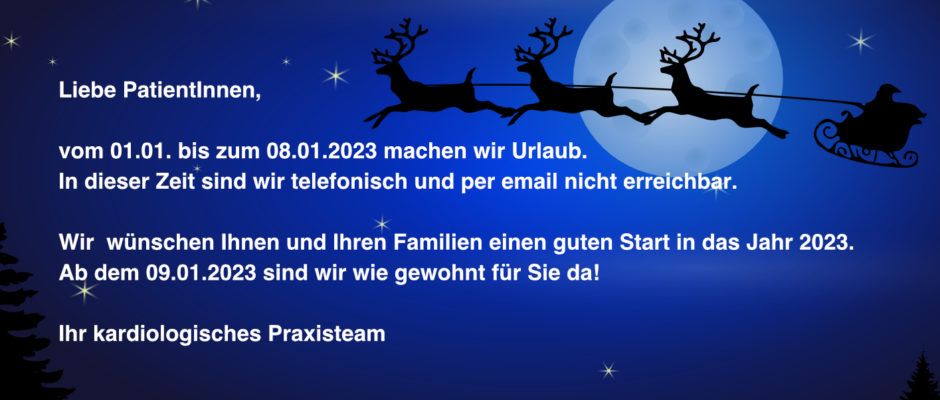 Liebe PatientInnen,
vom 01.01. bis zum 08.01.2023 machen wir Urlaub.
In dieser Zeit sind wir telefonisch und per email nicht erreichbar.
Wir  wünschen Ihnen und Ihren Familien einen guten Start in das Jahr 2023.
Ab dem 09.01.2023 sind wir wie gewohnt für Sie da!
Ihr kardiologisches Praxisteam